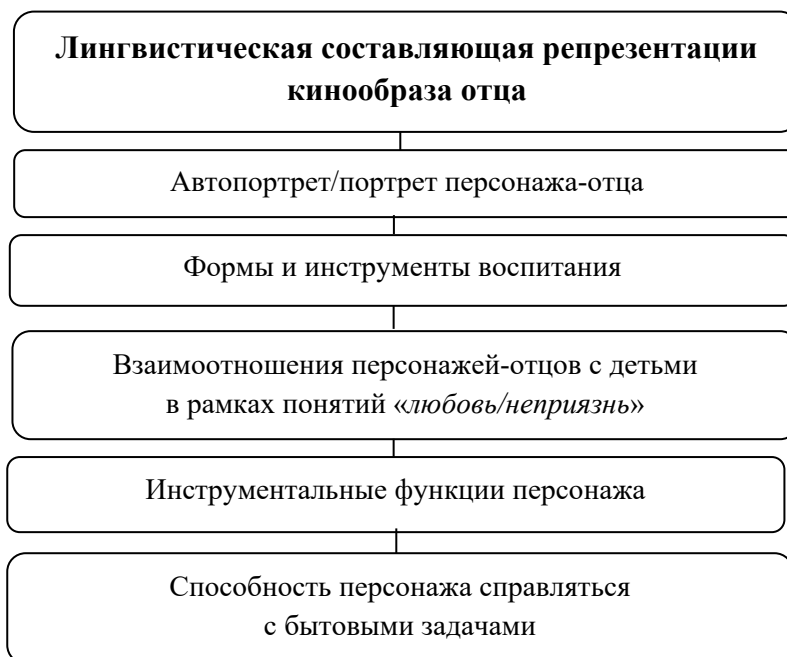 Лингвистическая составляющая репрезентации
кинообраза отца
Автопортрет/портрет персонажа-отца
Формы и инструменты воспитания
Взаимоотношения персонажей-отцов с детьми
в рамках понятий «любовь/неприязнь»
Инструментальные функции персонажа
Способность персонажа справляться
с бытовыми задачами